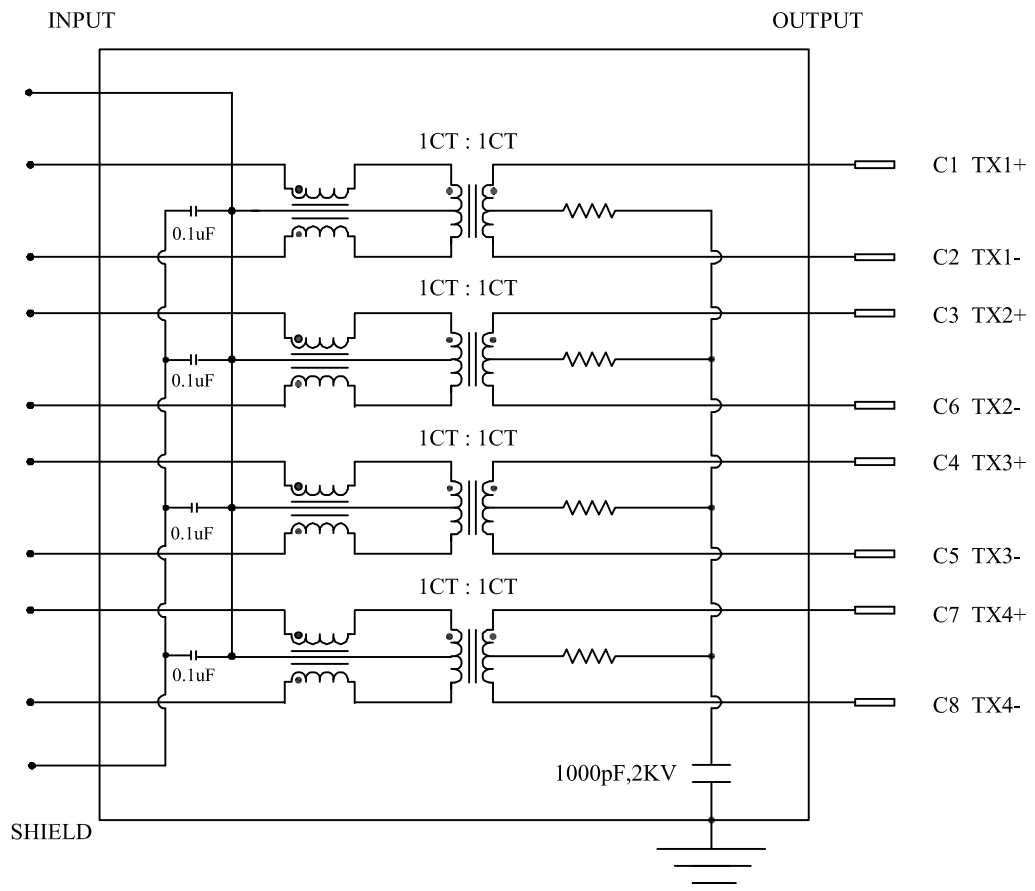 INPUT
OUTPUT
1CT : 1CT
C1 TX1+
0.1uF
C2 TX1-
1CT : 1CT
C3 TX2+
0.1uF
C6 TX2-
1CT : 1CT
C4 TX3+
0.1uF
C5 TX3-
1CT : 1CT
C7 TX4+
0.1uF
C8 TX4-
1000pF,2KV
SHIELD